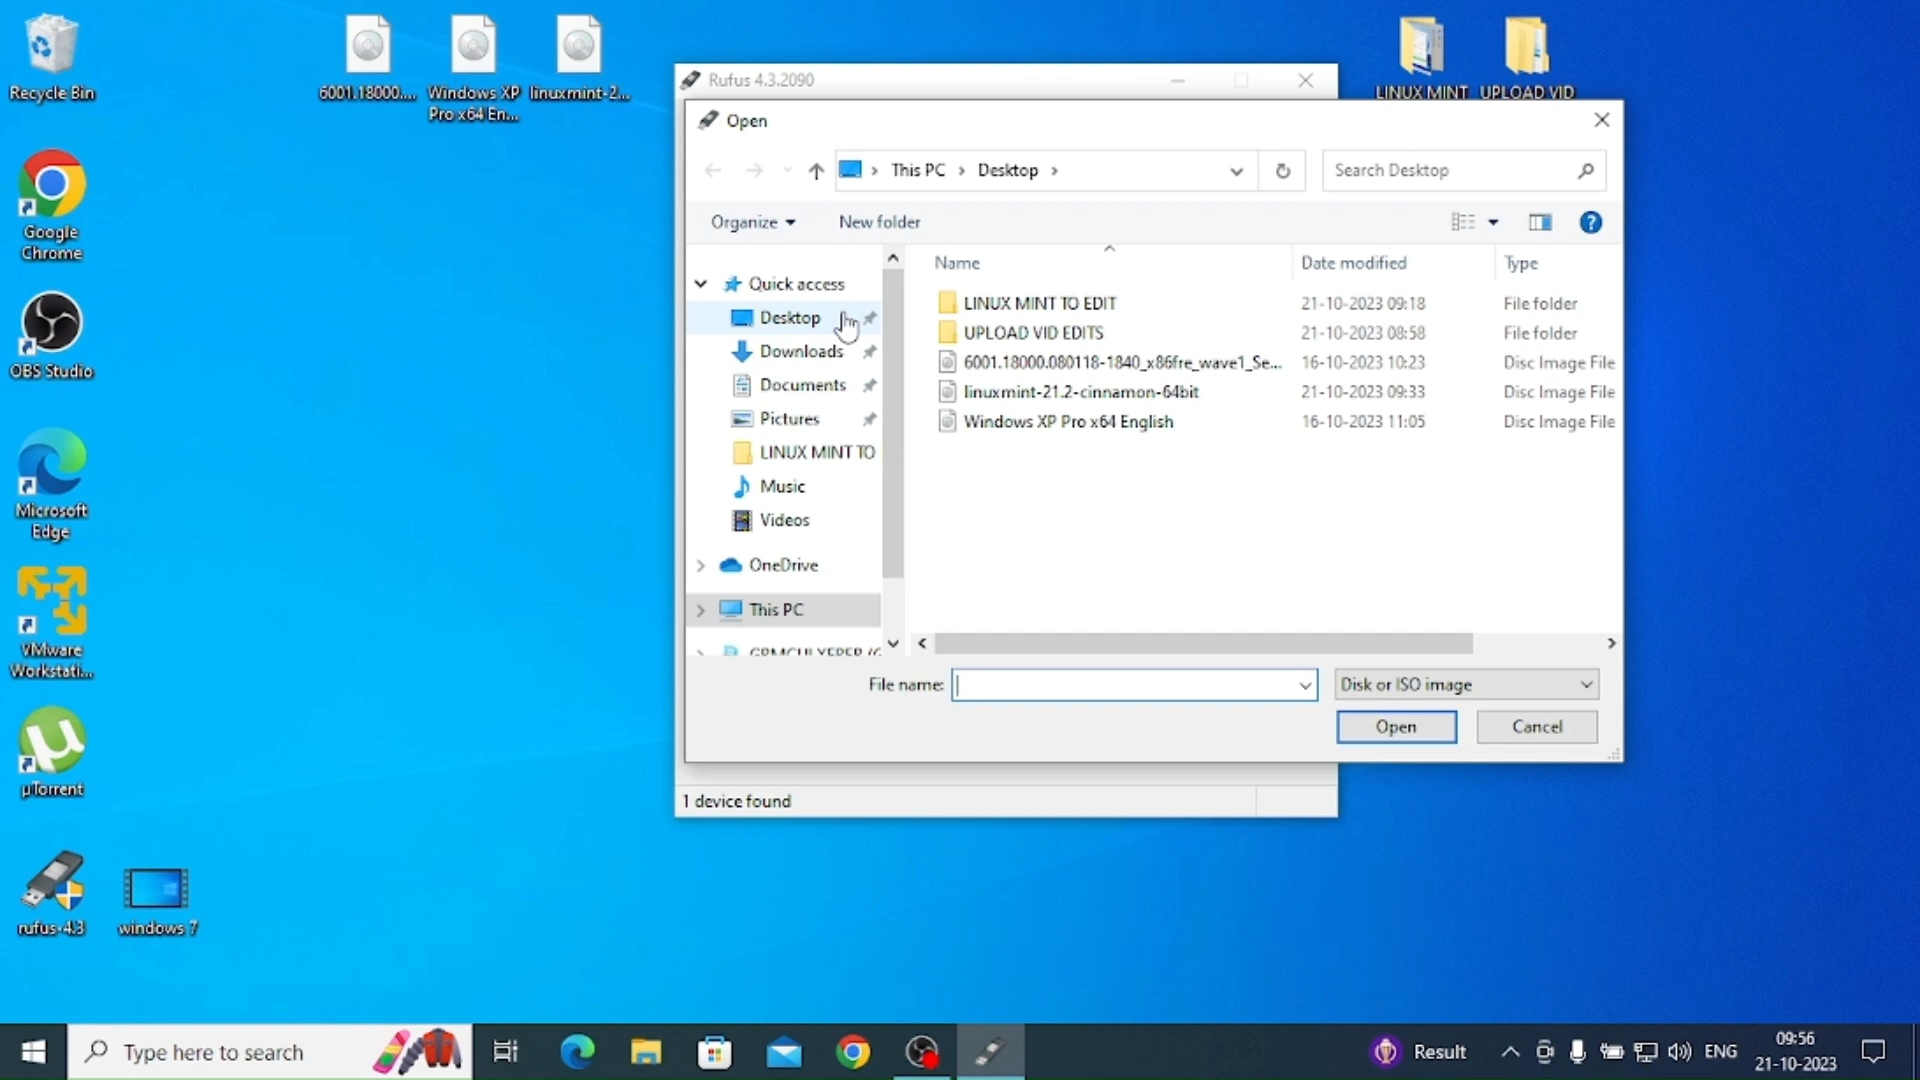 Recycle Bin
6001.18000....
Windows XP
Pro x64 En...
linuxmint-2...
LINUX MINT
UPLOAD VID
Google
Chrome
OBS Studio
Microsoft
Edge
VMware
Workstati...
µTorrent
rufus-4.3
windows 7
Rufus 4.3.2090
Open
This PC
Desktop
Search Desktop
Organize
New folder
Quick access
Desktop
Downloads
Documents
Pictures
LINUX MINT TO
Music
Videos
OneDrive
This PC
Name
Date modified
Type
LINUX MINT TO EDIT
21-10-2023 09:18
File folder
UPLOAD VID EDITS
21-10-2023 08:58
File folder
6001.18000.080118-1840_x86fre_wave1_Se...
16-10-2023 10:23
Disc Image File
linuxmint-21.2-cinnamon-64bit
21-10-2023 09:33
Disc Image File
Windows XP Pro x64 English
16-10-2023 11:05
Disc Image File
File name:
Disk or ISO image
Open
Cancel
1 device found
Type here to search
Result
ENG
09:56
21-10-2023